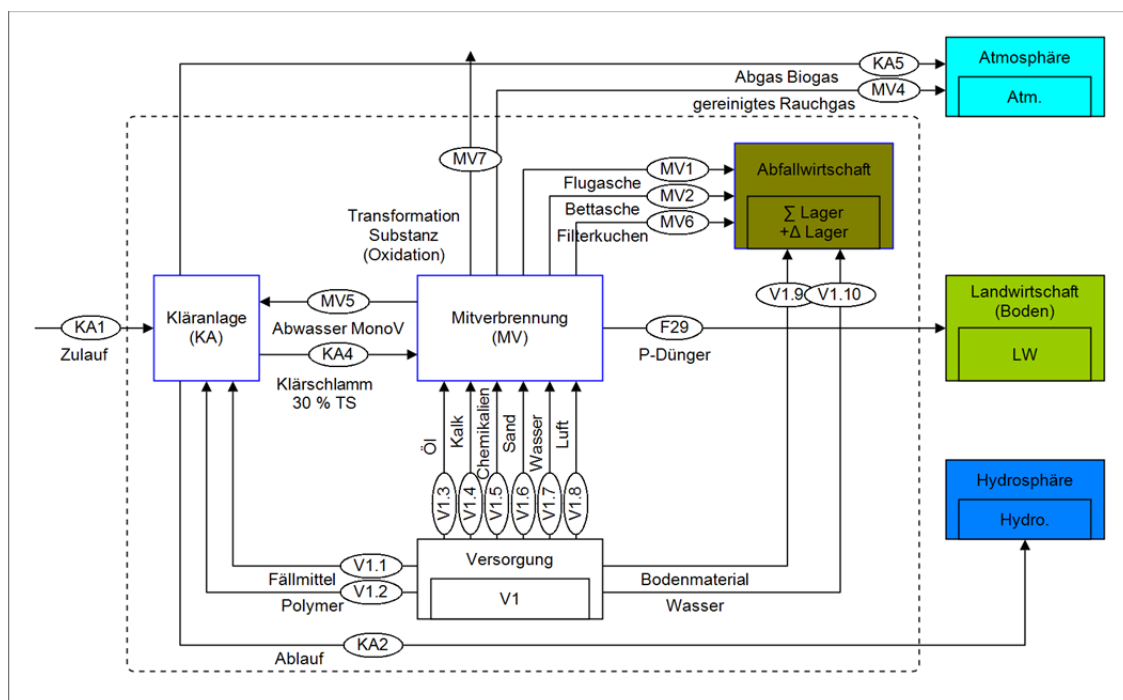 KA5
Atmosphäre
Abgas Biogas
MV4
gereinigtes Rauchgas
Atm.
MV7
MV1
Abfallwirtschaft
Flugasche
MV2
Bettasche
MV6
Filterkuchen
∑ Lager
+Δ Lager
Transformation
Substanz
(Oxidation)
KA1
Zulauf
Kläranlage
(KA)
MV5
Abwasser MonoV
KA4
Klärschlamm
30 % TS
Mitverbrennung
(MV)
V1.9
V1.10
F29
P-Dünger
Landwirtschaft
(Boden)
LW
Öl
Kalk
Chemikalien
Sand
Wasser
Luft
V1.3
V1.4
V1.5
V1.6
V1.7
V1.8
Hydrosphäre
Hydro.
V1.1
Fällmittel
V1.2
Polymer
Versorgung
V1
Bodenmaterial
Wasser
KA2
Ablauf